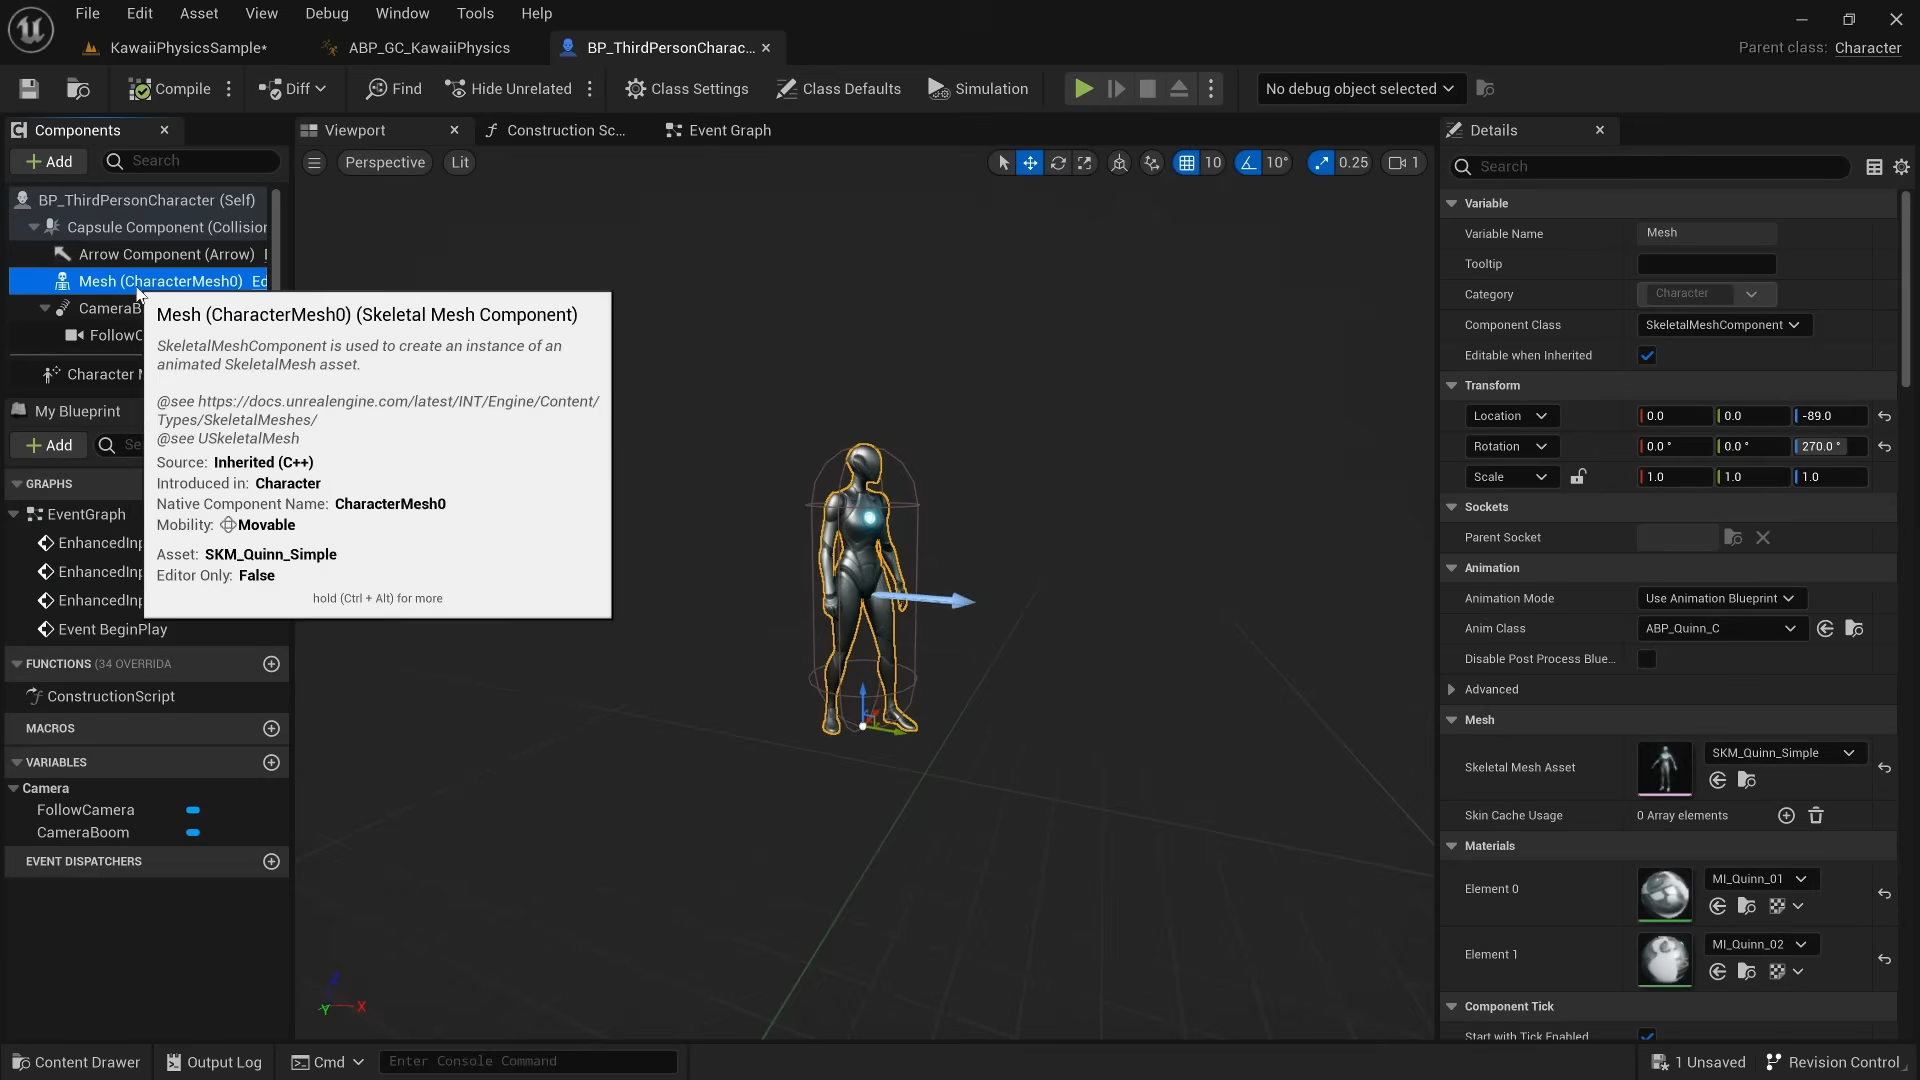 File Edit Asset View Debug Window Tools Help
KawaiiPhysicsSample* ABP_GC_KawaiiPhysics BP_ThirdPersonCharac...
Parent class: Character
Compile Diff Find Hide Unrelated Class Settings Class Defaults Simulation No debug object selected
Components Viewport Construction Sc... Event Graph Details
Add Search Perspective Lit 10 10° 0.25 1 Search
BP_ThirdPersonCharacter (Self)
Capsule Component (Collision
Arrow Component (Arrow)
Mesh (CharacterMesh0) Ed
CameraB
FollowC
Character
My Blueprint
Add Se
GRAPHS
EventGraph
EnhancedInp
EnhancedInp
EnhancedInp
Event BeginPlay
FUNCTIONS (34 OVERRIDA
ConstructionScript
MACROS
VARIABLES
Camera
FollowCamera
CameraBoom
EVENT DISPATCHERS
Mesh (CharacterMesh0) (Skeletal Mesh Component)
SkeletalMeshComponent is used to create an instance of an
animated SkeletalMesh asset.
@see https://docs.unrealengine.com/latest/INT/Engine/Content/
Types/SkeletalMeshes/
@see USkeletalMesh
Source: Inherited (C++)
Introduced in: Character
Native Component Name: CharacterMesh0
Mobility: Movable
Asset: SKM_Quinn_Simple
Editor Only: False
hold (Ctrl + Alt) for more
Z
Y X
Variable
Variable Name Mesh
Tooltip
Category Character
Component Class SkeletalMeshComponent
Editable when Inherited
Transform
Location 0.0 0.0 -89.0
Rotation 0.0 ° 0.0 ° 270.0 °
Scale 1.0 1.0 1.0
Sockets
Parent Socket
Animation
Animation Mode Use Animation Blueprint
Anim Class ABP_Quinn_C
Disable Post Process Blue...
Advanced
Mesh
Skeletal Mesh Asset SKM_Quinn_Simple
Skin Cache Usage 0 Array elements
Materials
Element 0 MI_Quinn_01
Element 1 MI_Quinn_02
Component Tick
Start with Tick Enabled
Content Drawer Output Log Cmd Enter Console Command 1 Unsaved Revision Control